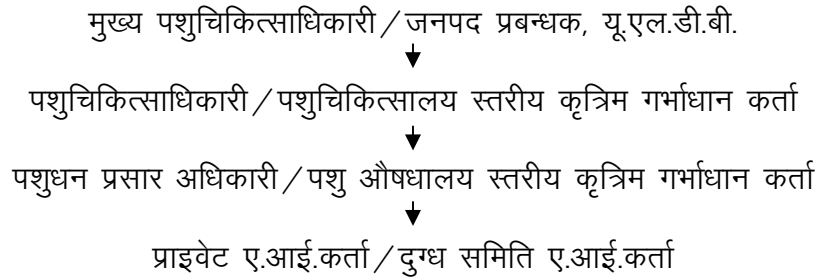 मुख्य पशुचिकित्साधिकारी/जनपद प्रबन्धक, यू.एल.डी.बी.
पशुचिकित्साधिकारी/पशुचिकित्सालय स्तरीय कृत्रिम गर्भाधान कर्ता
पशुधन प्रसार अधिकारी/पशु औषधालय स्तरीय कृत्रिम गर्भाधान कर्ता
प्राइवेट ए.आई.कर्ता/दुग्ध समिति ए.आई.कर्ता